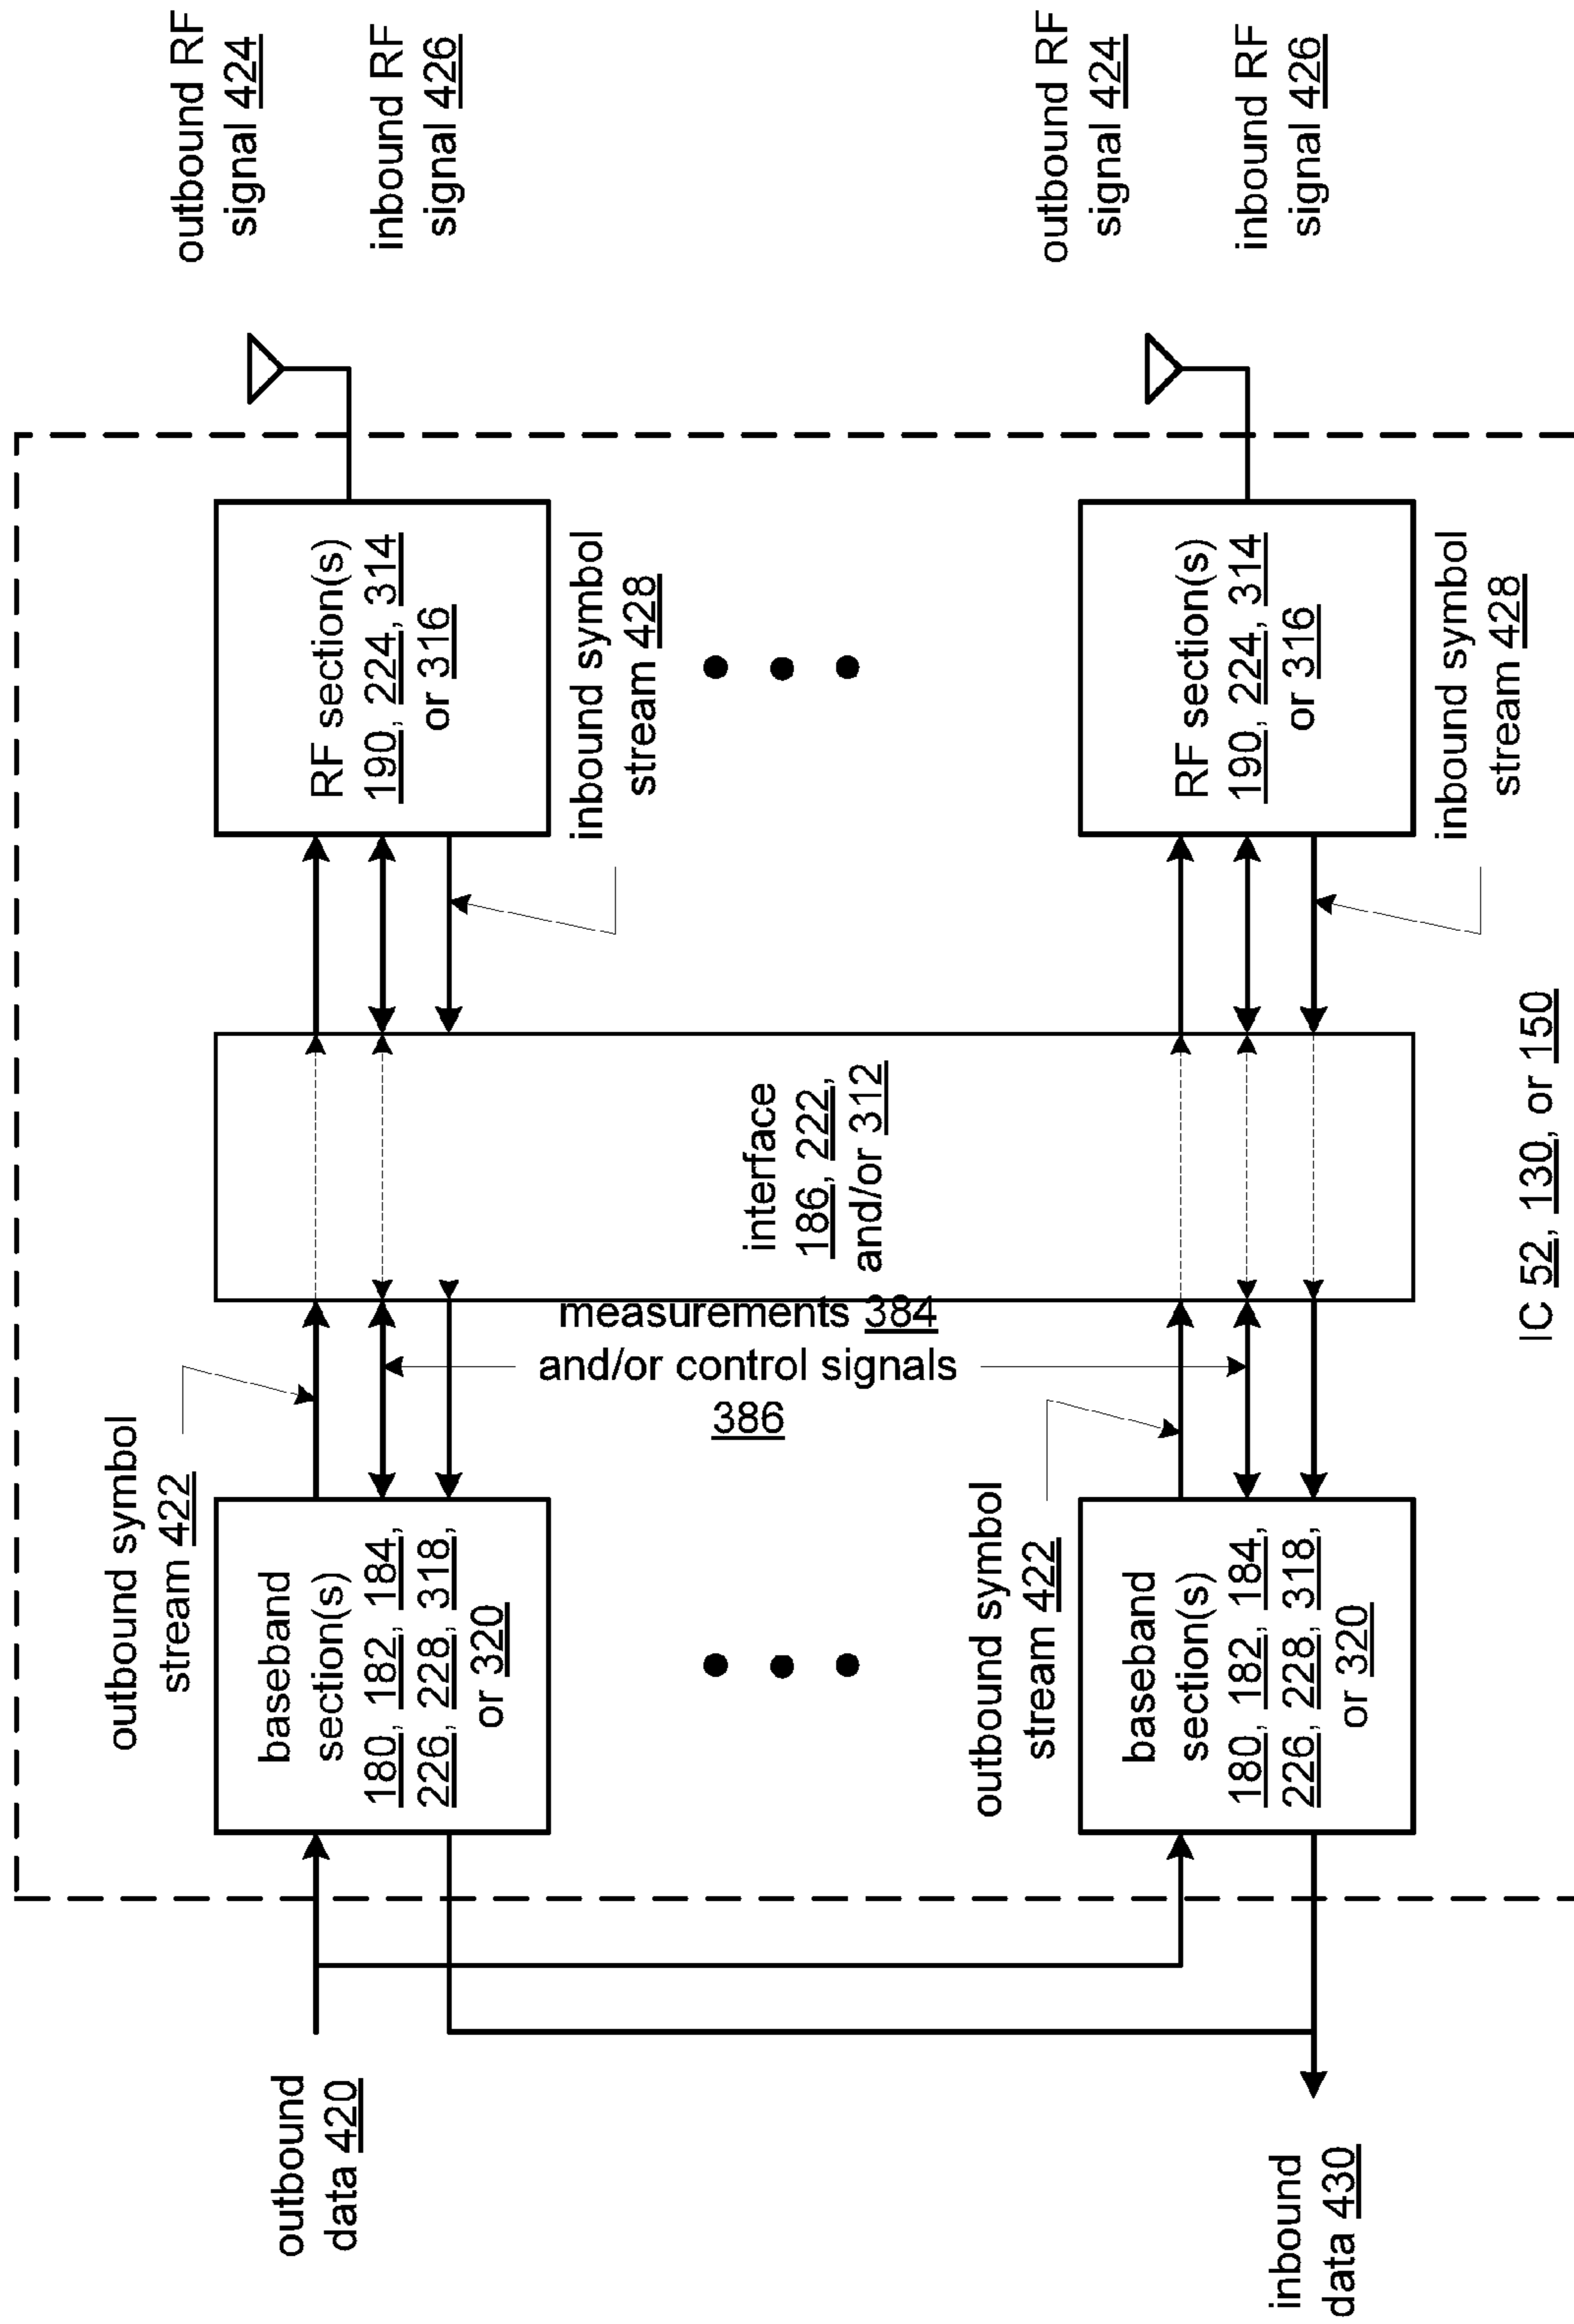 outbound RF
signal 424
inbound RF
signal 426
outbound RF
signal 424
inbound RF
signal 426
RF section(s)
190, 224, 314
or 316
inbound symbol
stream 428
RF section(s)
190, 224, 314
or 316
inbound symbol
stream 428
interface
186, 222,
and/or 312
measurements 384
and/or control signals
386
IC 52, 130, or 150
outbound symbol
stream 422
baseband
section(s)
180, 182, 184,
226, 228, 318,
or 320
outbound symbol
stream 422
baseband
section(s)
180, 182, 184,
226, 228, 318,
or 320
outbound
data 420
inbound
data 430